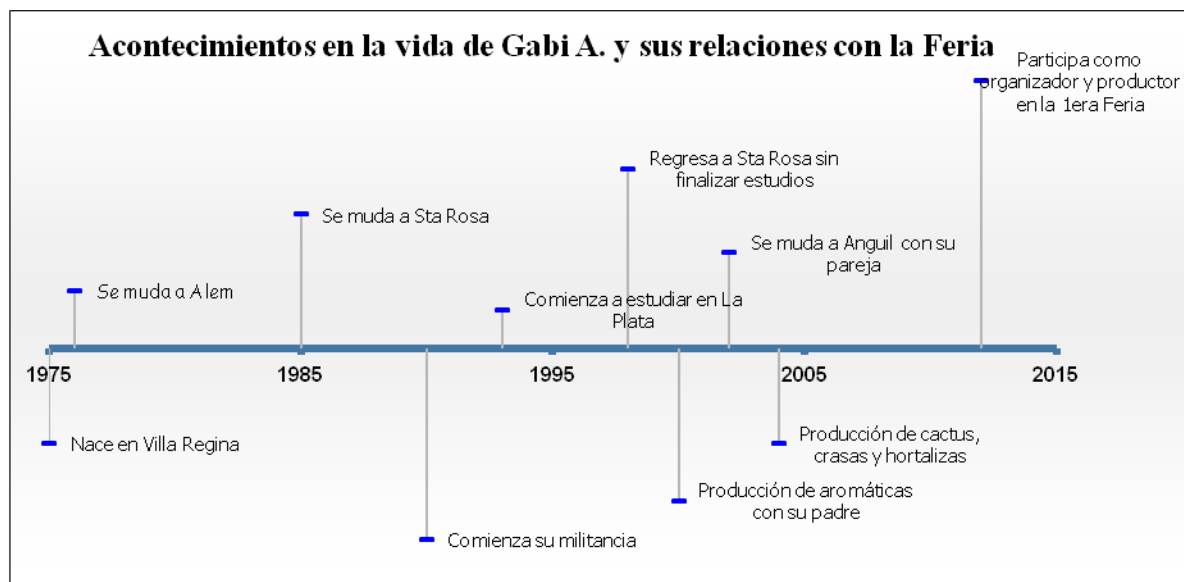 Acontecimientos en la vida de Gabi A. y sus relaciones con la Feria
Participa como
organizador y productor
en la 1era Feria
Regresa a Sta Rosa sin
finalizar estudios
Se muda a Sta Rosa
Se muda a Anguil con su
pareja
Se muda a Alem
Comienza a estudiar en La
Plata
1975
1985
1995
2005
2015
Nace en Villa Regina
Producción de cactus,
crasas y hortalizas
Producción de aromáticas
con su padre
Comienza su militancia